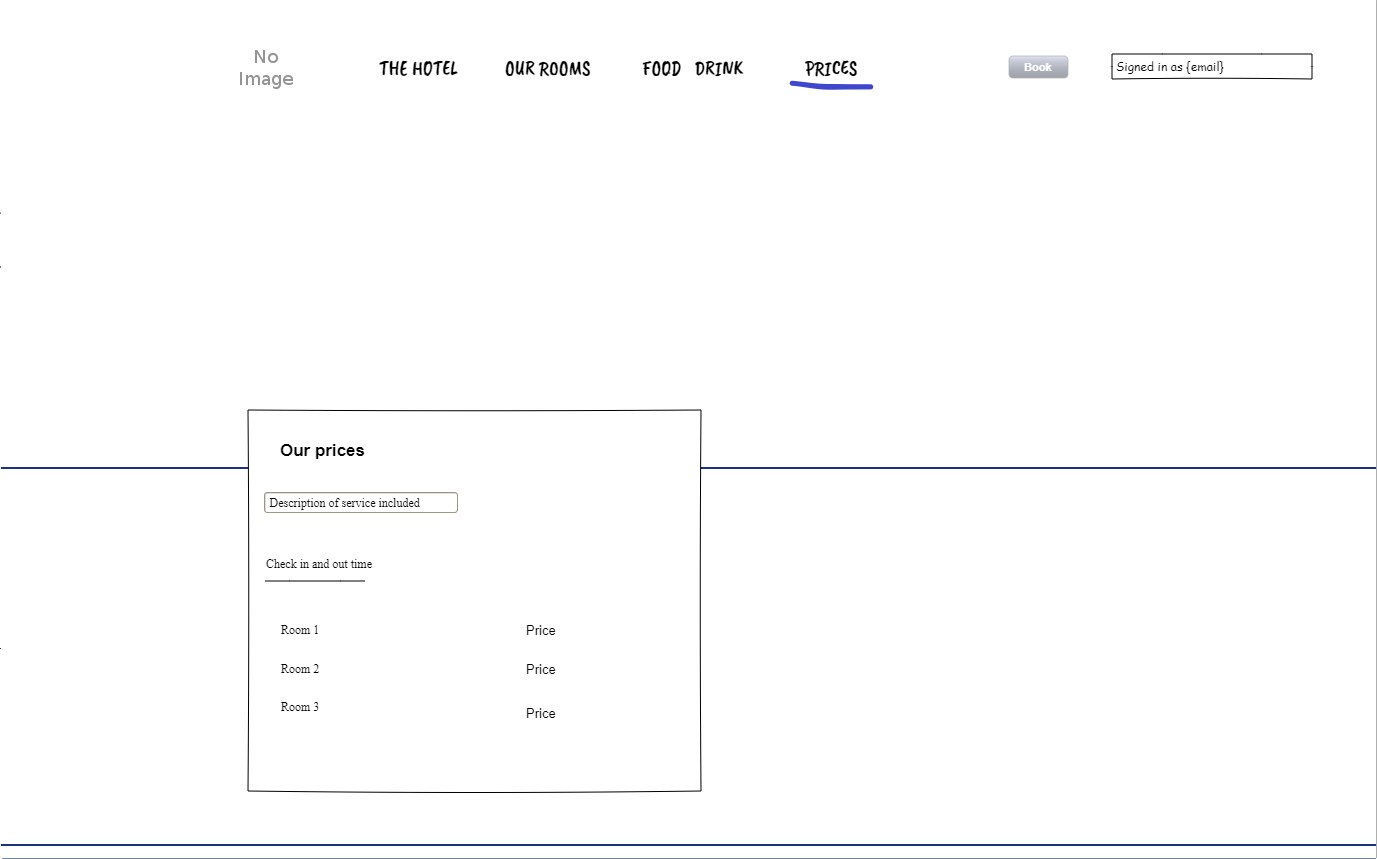 No
Image
THE HOTEL OUR ROOMS FOOD DRINK PRICES Book Signed in as {email}
Our prices
Description of service included
Check in and out time
Room 1 Price
Room 2 Price
Room 3 Price